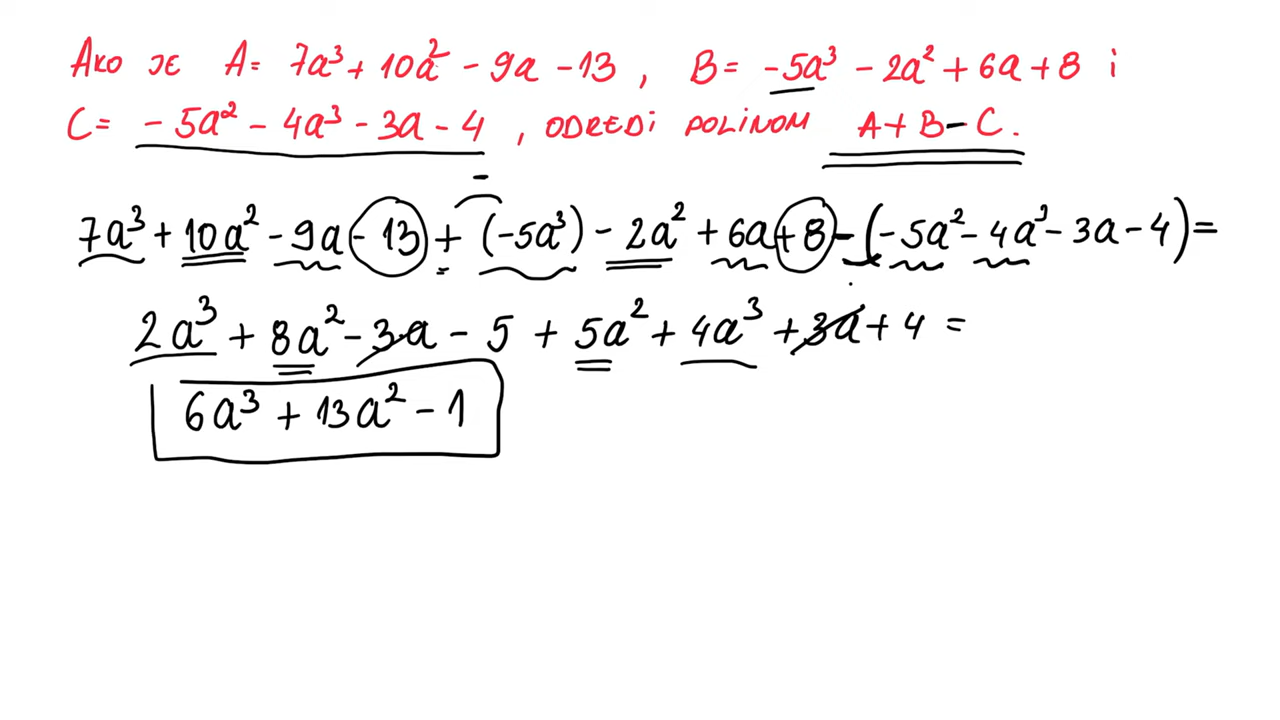 Ako je A= 7a³ + 10a² - 9a - 13 , B= -5a³ - 2a² + 6a + 8 i
C= -5a² - 4a³ - 3a - 4 , ODREDI POLINOM A+B-C.
-
7a³ + 10a² - 9a - 13 + (-5a³) - 2a² + 6a + 8 - (-5a² - 4a³ - 3a - 4) =
2a³ + 8a² - 3a - 5 + 5a² + 4a³ + 3a + 4 =
6a³ + 13a² - 1